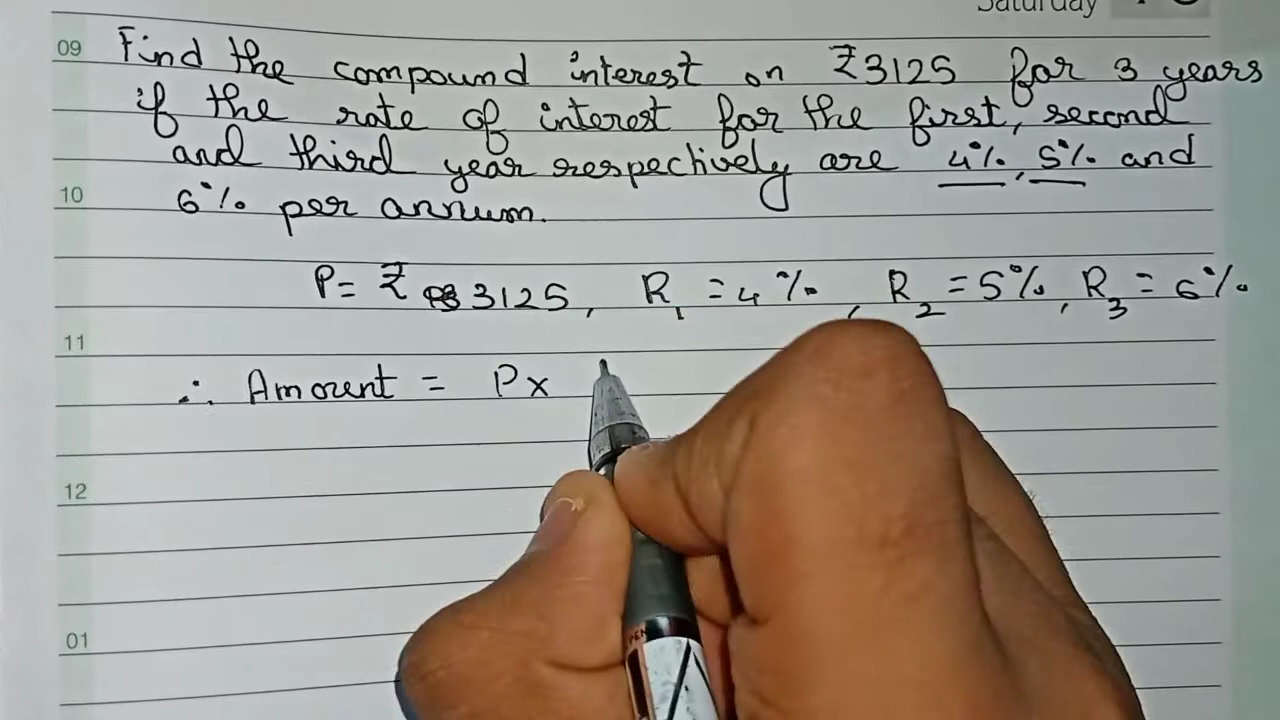 Saturday
09 Find the compound interest on ₹3125 for 3 years
if the rate of interest for the first, second
and third year respectively are 4%, 5% and
10 6% per annum.
P = ₹ 3125, R₁ = 4%, R₂ = 5%, R₃ = 6%
11
∴ Amount = P×
12
01